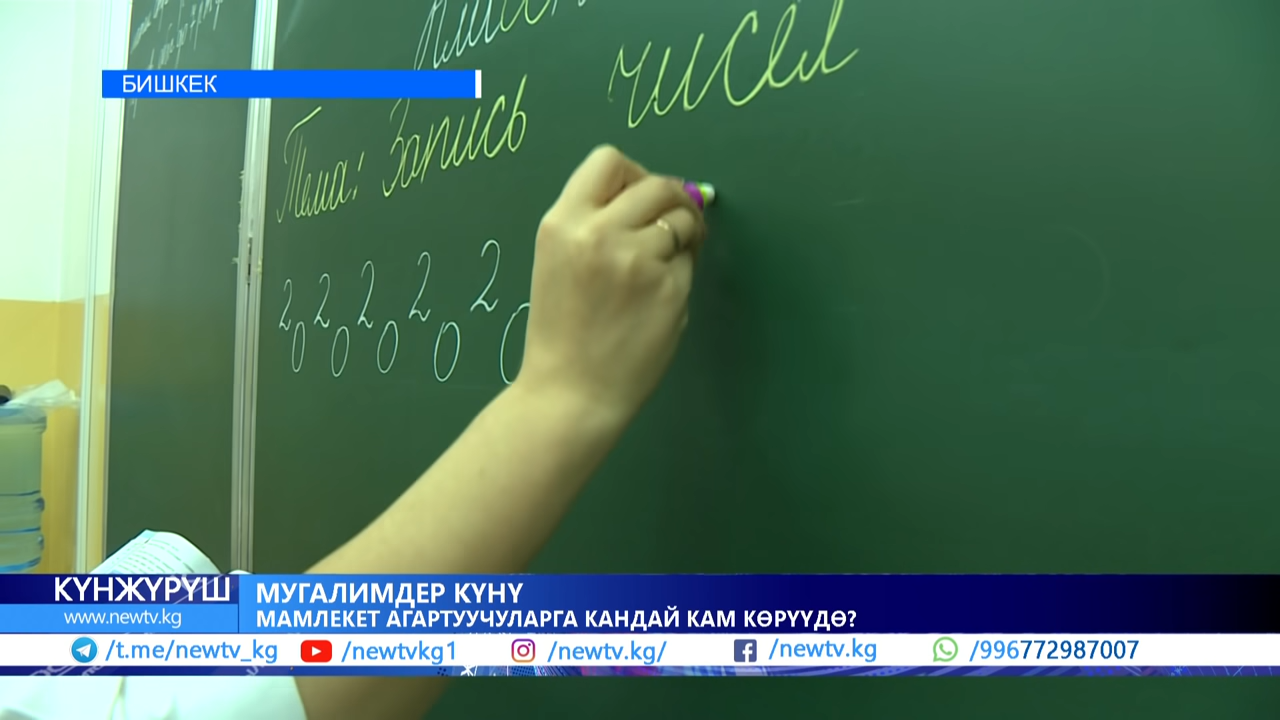 БИШКЕК
Тема: Запись чисел
2 0 2 0 2 0 2 0 2 0
КҮНЖҮРҮШ
www.newtv.kg
МУГАЛИМДЕР КҮНҮ
МАМЛЕКЕТ АГАРТУУЧУЛАРГА КАНДАЙ КАМ КӨРҮҮДӨ?
/t.me/newtv_kg /newtvkg1 /newtv.kg/ /newtv.kg /996772987007